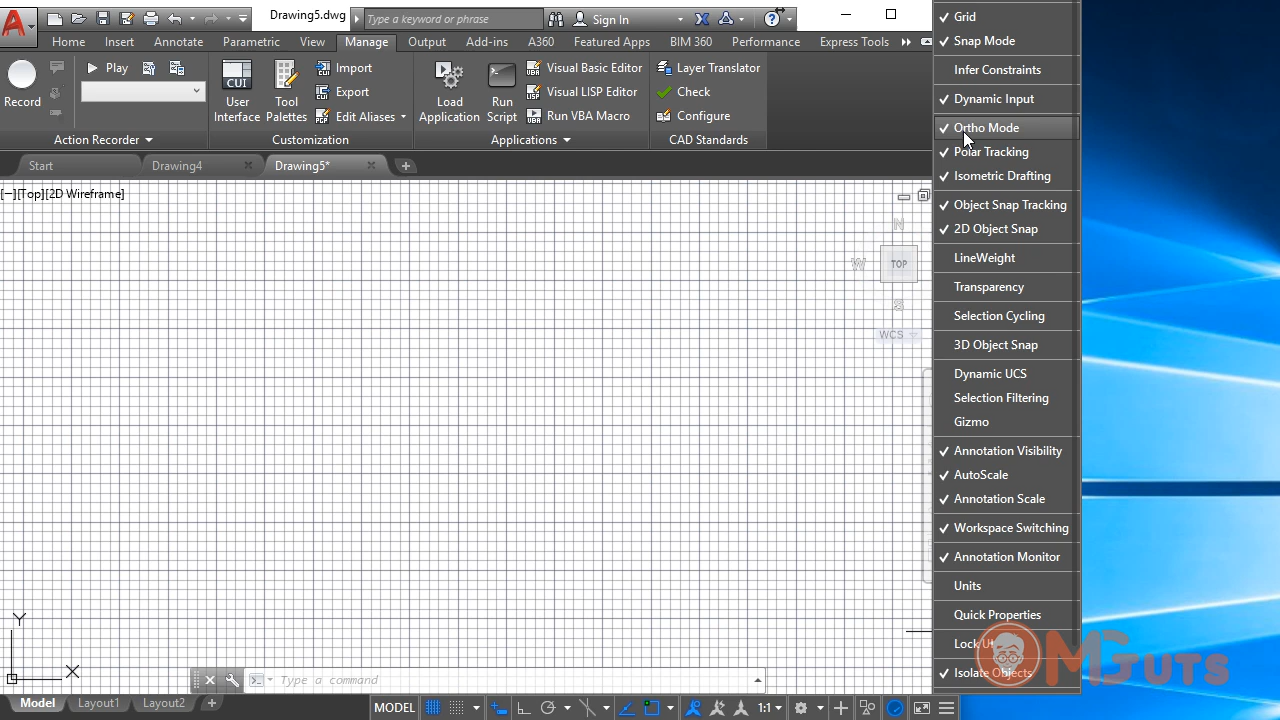 Drawing5.dwg
Type a keyword or phrase
Sign In
Home Insert Annotate Parametric View Manage Output Add-ins A360 Featured Apps BIM 360 Performance Express Tools
Record
Play
Action Recorder
CUI
User Interface
Tool Palettes
Import
Export
Edit Aliases
Customization
Load Application
Run Script
Visual Basic Editor
Visual LISP Editor
Run VBA Macro
Applications
Layer Translator
Check
Configure
CAD Standards
Start Drawing4 Drawing5*
[−][Top][2D Wireframe]
N
W TOP
S
WCS
Y
X
Type a command
Model Layout1 Layout2
MODEL
1:1
Grid
Snap Mode
Infer Constraints
Dynamic Input
Ortho Mode
Polar Tracking
Isometric Drafting
Object Snap Tracking
2D Object Snap
LineWeight
Transparency
Selection Cycling
3D Object Snap
Dynamic UCS
Selection Filtering
Gizmo
Annotation Visibility
AutoScale
Annotation Scale
Workspace Switching
Annotation Monitor
Units
Quick Properties
Lock
Isolate Objects